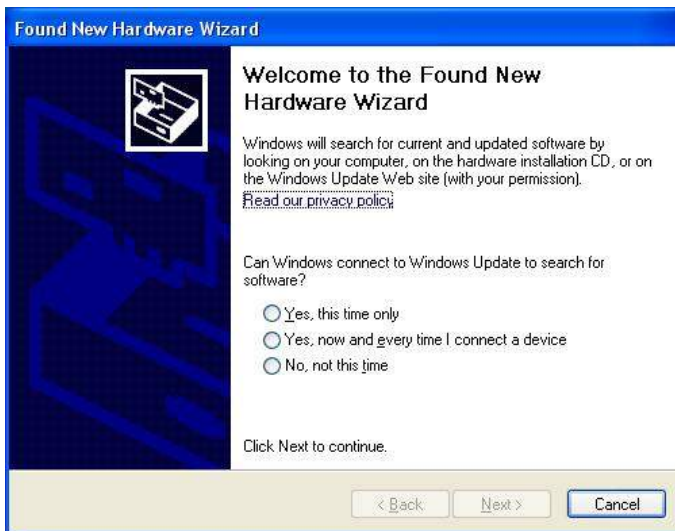 Found New Hardware Wizard
Welcome to the Found New
Hardware Wizard
Windows will search for current and updated software by
looking on your computer, on the hardware installation CD, or on
the Windows Update Web site (with your permission).
Read our privacy policy
Can Windows connect to Windows Update to search for
software?
Yes, this time only
Yes, now and every time I connect a device
No, not this time
Click Next to continue.
< Back Next > Cancel